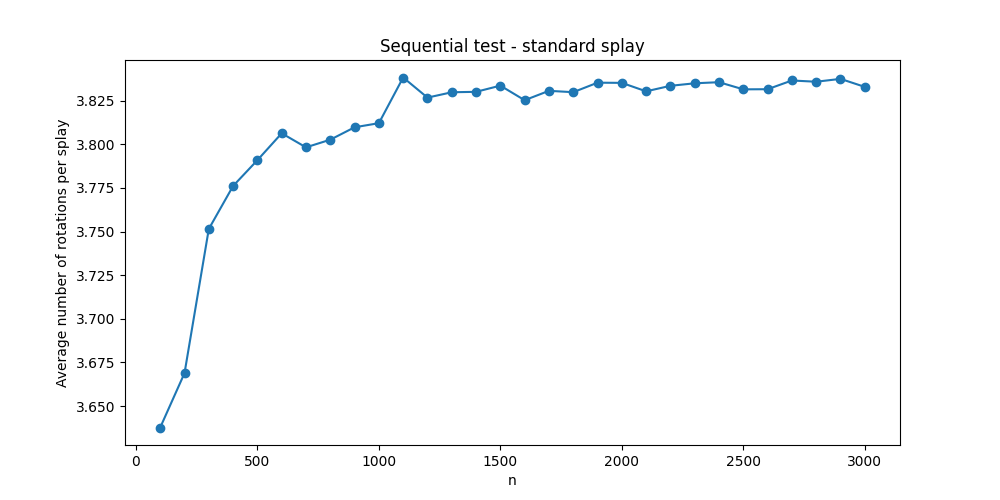 Sequential test - standard splay
Average number of rotations per splay
3.825
3.800
3.775
3.750
3.725
3.700
3.675
3.650
0 500 1000 1500 2000 2500 3000
n